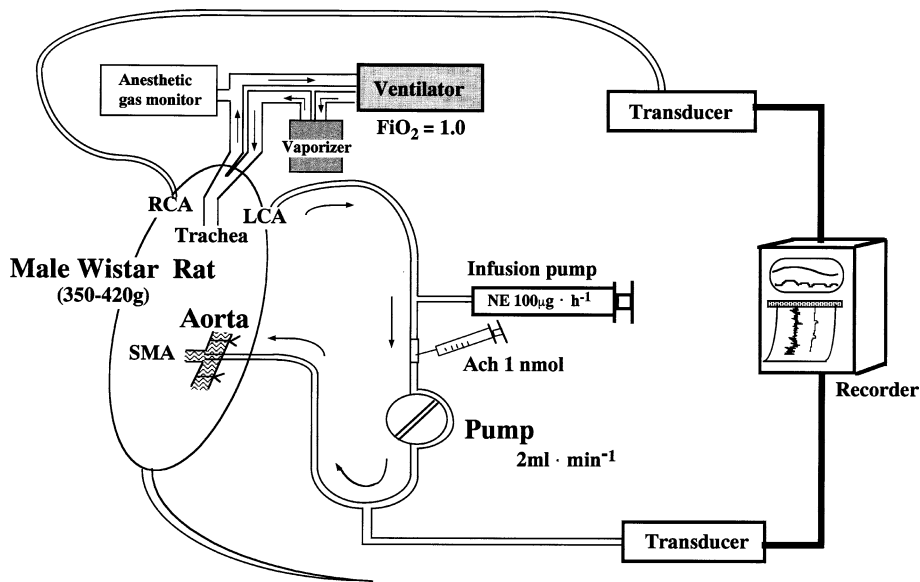 Anesthetic
gas monitor
Ventilator
FiO₂ = 1.0
Transducer
Vaporizer
RCA
LCA
Trachea
Male Wistar Rat
(350-420g)
Infusion pump
NE 100µg · h⁻¹
Aorta
SMA
Ach 1 nmol
Recorder
Pump
2ml · min⁻¹
Transducer